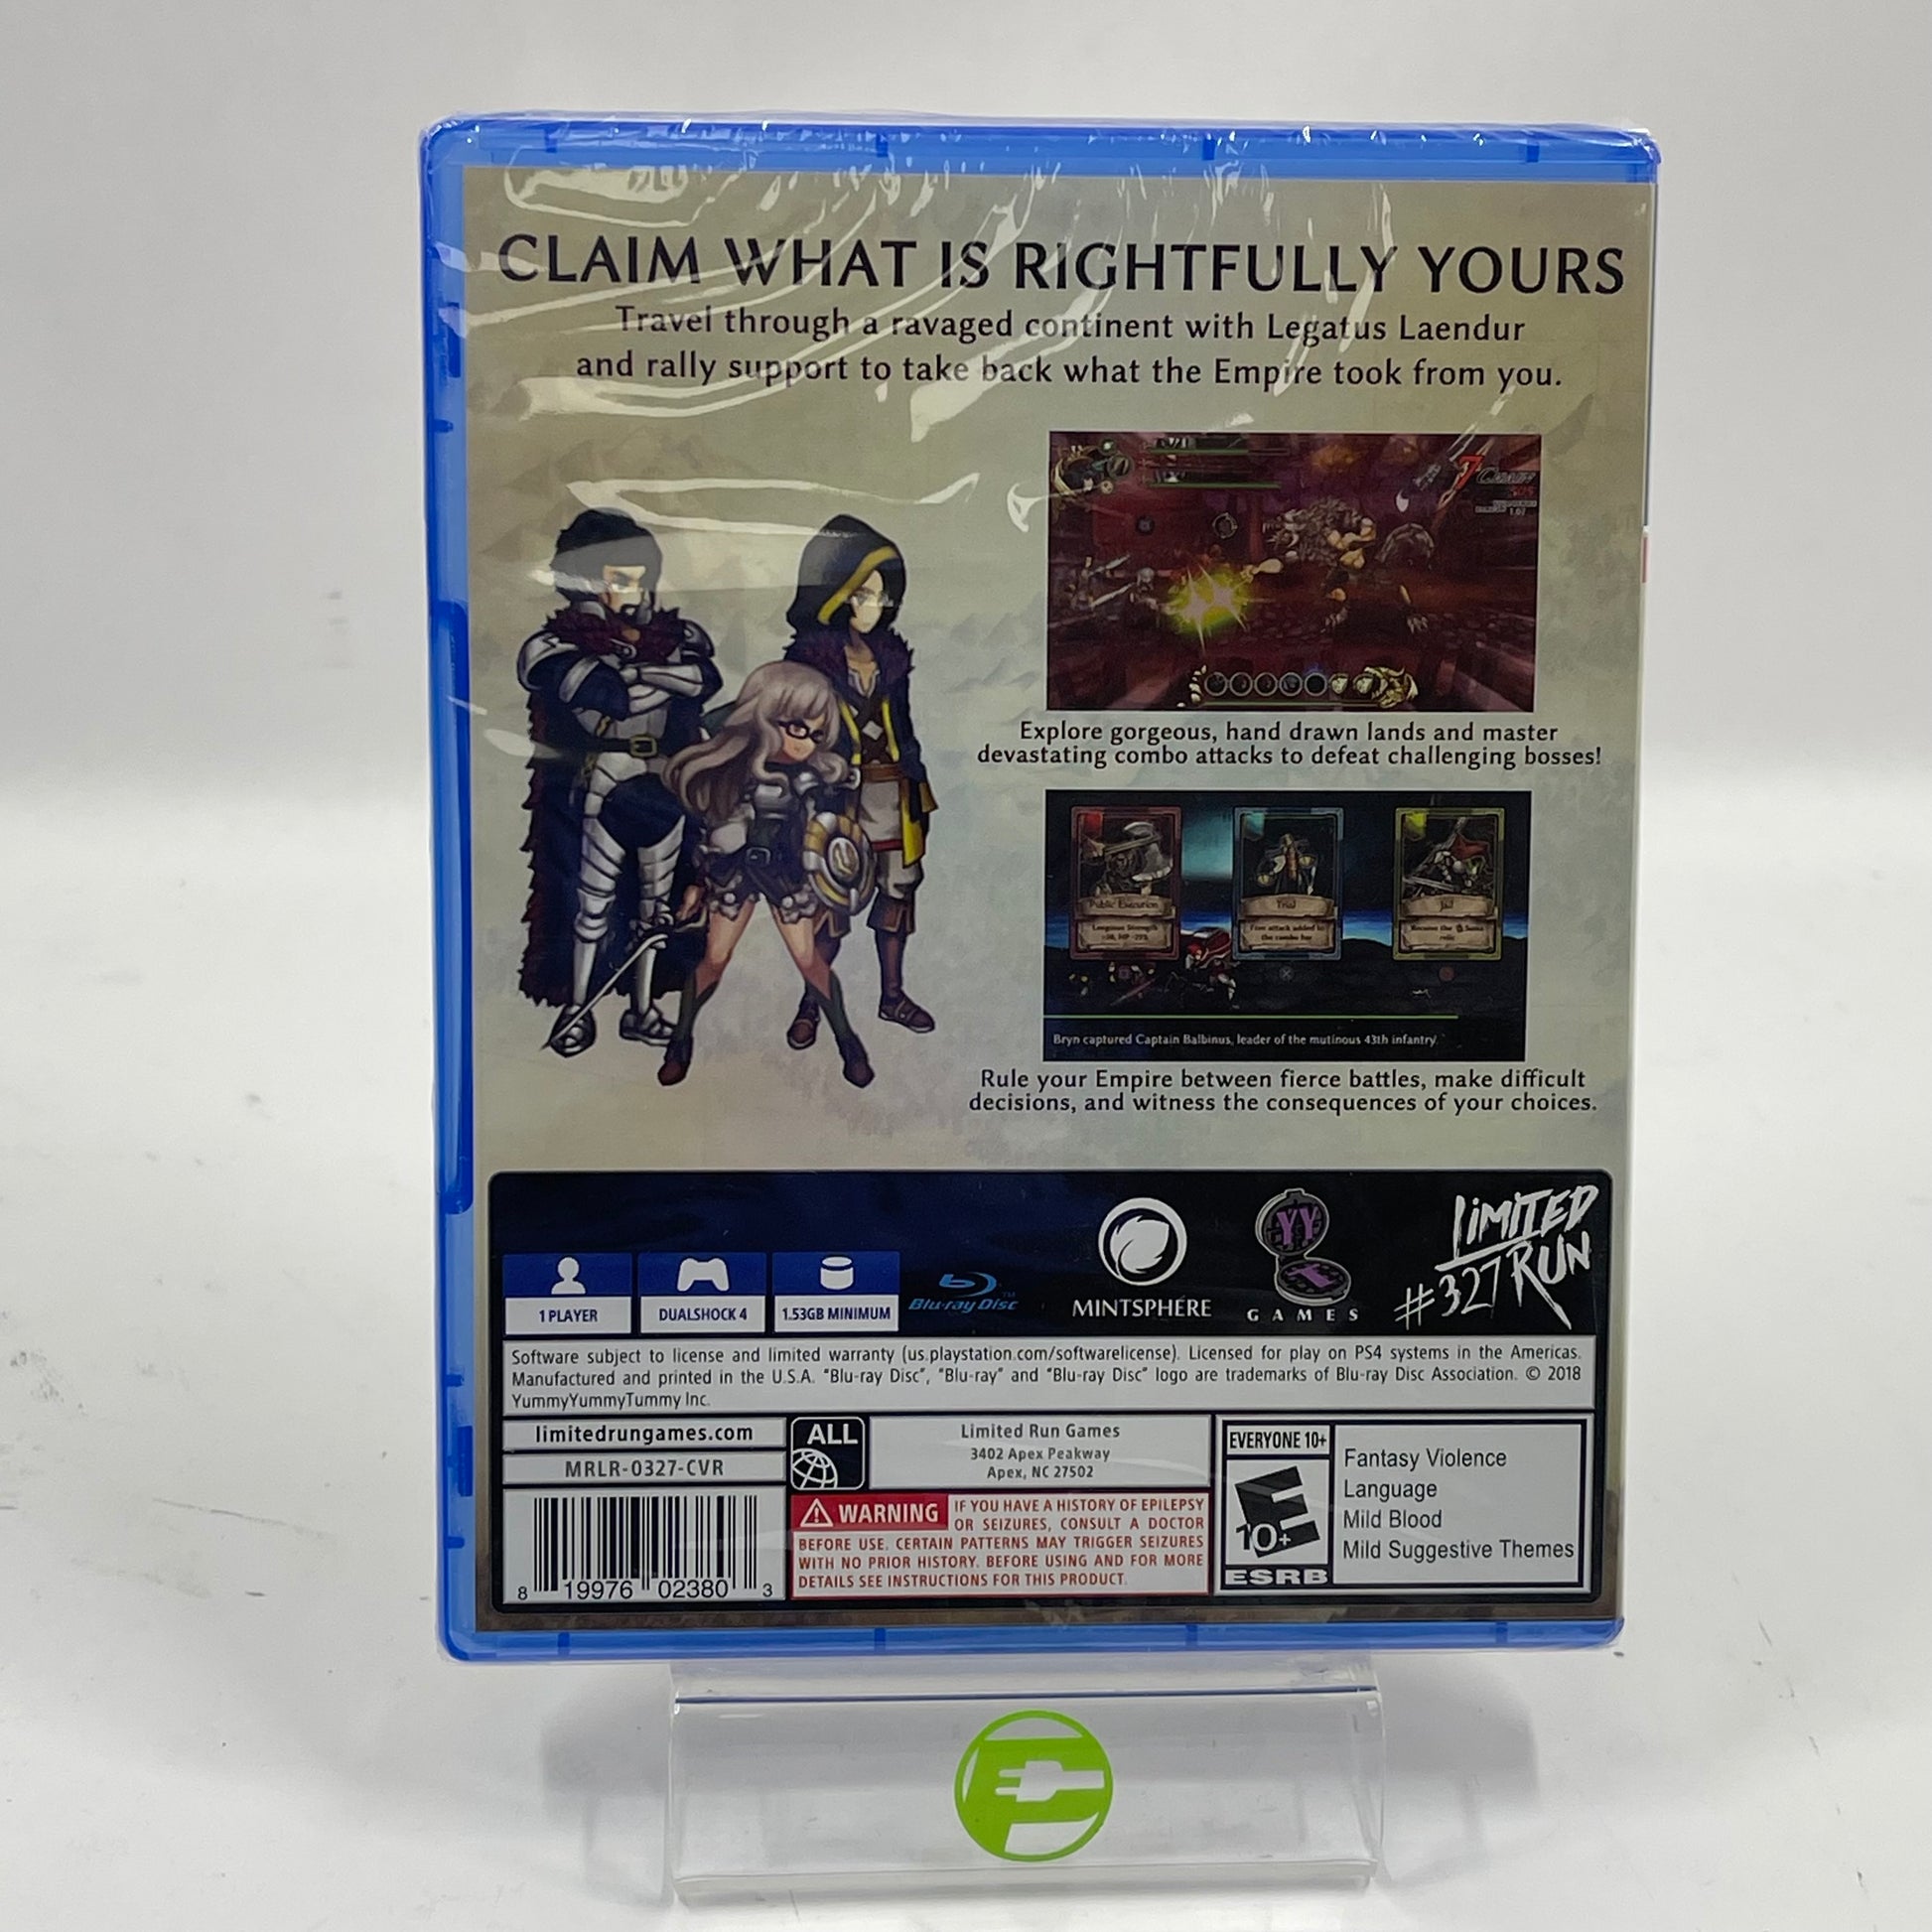 CLAIM WHAT IS RIGHTFULLY YOURS
Travel through a ravaged continent with Legatus Laendur
and rally support to take back what the Empire took from you.
Explore gorgeous, hand drawn lands and master
devastating combo attacks to defeat challenging bosses!
Public Execution
Trial
Jail
Free attack added to
the combo bar
Bryn captured Captain Balbinus, leader of the mutinous 43th infantry.
Rule your Empire between fierce battles, make difficult
decisions, and witness the consequences of your choices.
1 PLAYER
DUALSHOCK 4
1.53GB MINIMUM
Blu-ray Disc™
MINTSPHERE
YY
T
GAMES
LIMITED
RUN
#327
Software subject to license and limited warranty (us.playstation.com/softwarelicense). Licensed for play on PS4 systems in the Americas.
Manufactured and printed in the U.S.A. "Blu-ray Disc", "Blu-ray" and "Blu-ray Disc" logo are trademarks of Blu-ray Disc Association. © 2018
YummyYummyTummy Inc.
limitedrungames.com
MRLR-0327-CVR
8 19976 02380 3
ALL
Limited Run Games
3402 Apex Peakway
Apex, NC 27502
WARNING IF YOU HAVE A HISTORY OF EPILEPSY
OR SEIZURES, CONSULT A DOCTOR
BEFORE USE. CERTAIN PATTERNS MAY TRIGGER SEIZURES
WITH NO PRIOR HISTORY. BEFORE USING AND FOR MORE
DETAILS SEE INSTRUCTIONS FOR THIS PRODUCT.
EVERYONE 10+
E
10+
ESRB
Fantasy Violence
Language
Mild Blood
Mild Suggestive Themes